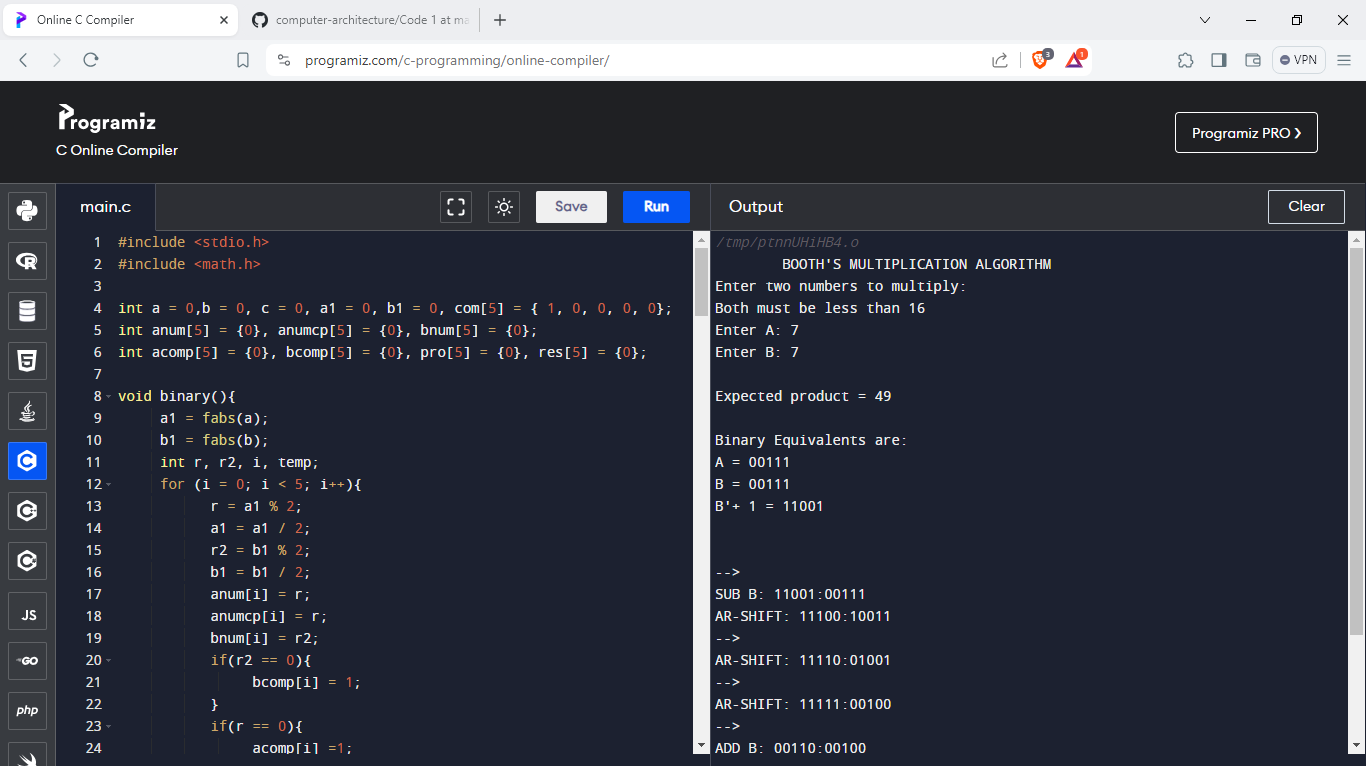 Online C Compiler
computer-architecture/Code 1 at ma
programiz.com/c-programming/online-compiler/
3
1
VPN
Programiz
C Online Compiler
Programiz PRO
main.c
Save
Run
Output
Clear
1 #include <stdio.h>
2 #include <math.h>
3
4 int a = 0,b = 0, c = 0, a1 = 0, b1 = 0, com[5] = { 1, 0, 0, 0, 0};
5 int anum[5] = {0}, anumcp[5] = {0}, bnum[5] = {0};
6 int acomp[5] = {0}, bcomp[5] = {0}, pro[5] = {0}, res[5] = {0};
7
8 void binary(){
9 a1 = fabs(a);
10 b1 = fabs(b);
11 int r, r2, i, temp;
12 for (i = 0; i < 5; i++){
13 r = a1 % 2;
14 a1 = a1 / 2;
15 r2 = b1 % 2;
16 b1 = b1 / 2;
17 anum[i] = r;
18 anumcp[i] = r;
19 bnum[i] = r2;
20 if(r2 == 0){
21 bcomp[i] = 1;
22 }
23 if(r == 0){
24 acomp[i] =1;
/tmp/ptnnUHiHB4.o
BOOTH'S MULTIPLICATION ALGORITHM
Enter two numbers to multiply:
Both must be less than 16
Enter A: 7
Enter B: 7
Expected product = 49
Binary Equivalents are:
A = 00111
B = 00111
B'+ 1 = 11001
-->
SUB B: 11001:00111
AR-SHIFT: 11100:10011
-->
AR-SHIFT: 11110:01001
-->
AR-SHIFT: 11111:00100
-->
ADD B: 00110:00100
R
C
JS
GO
php